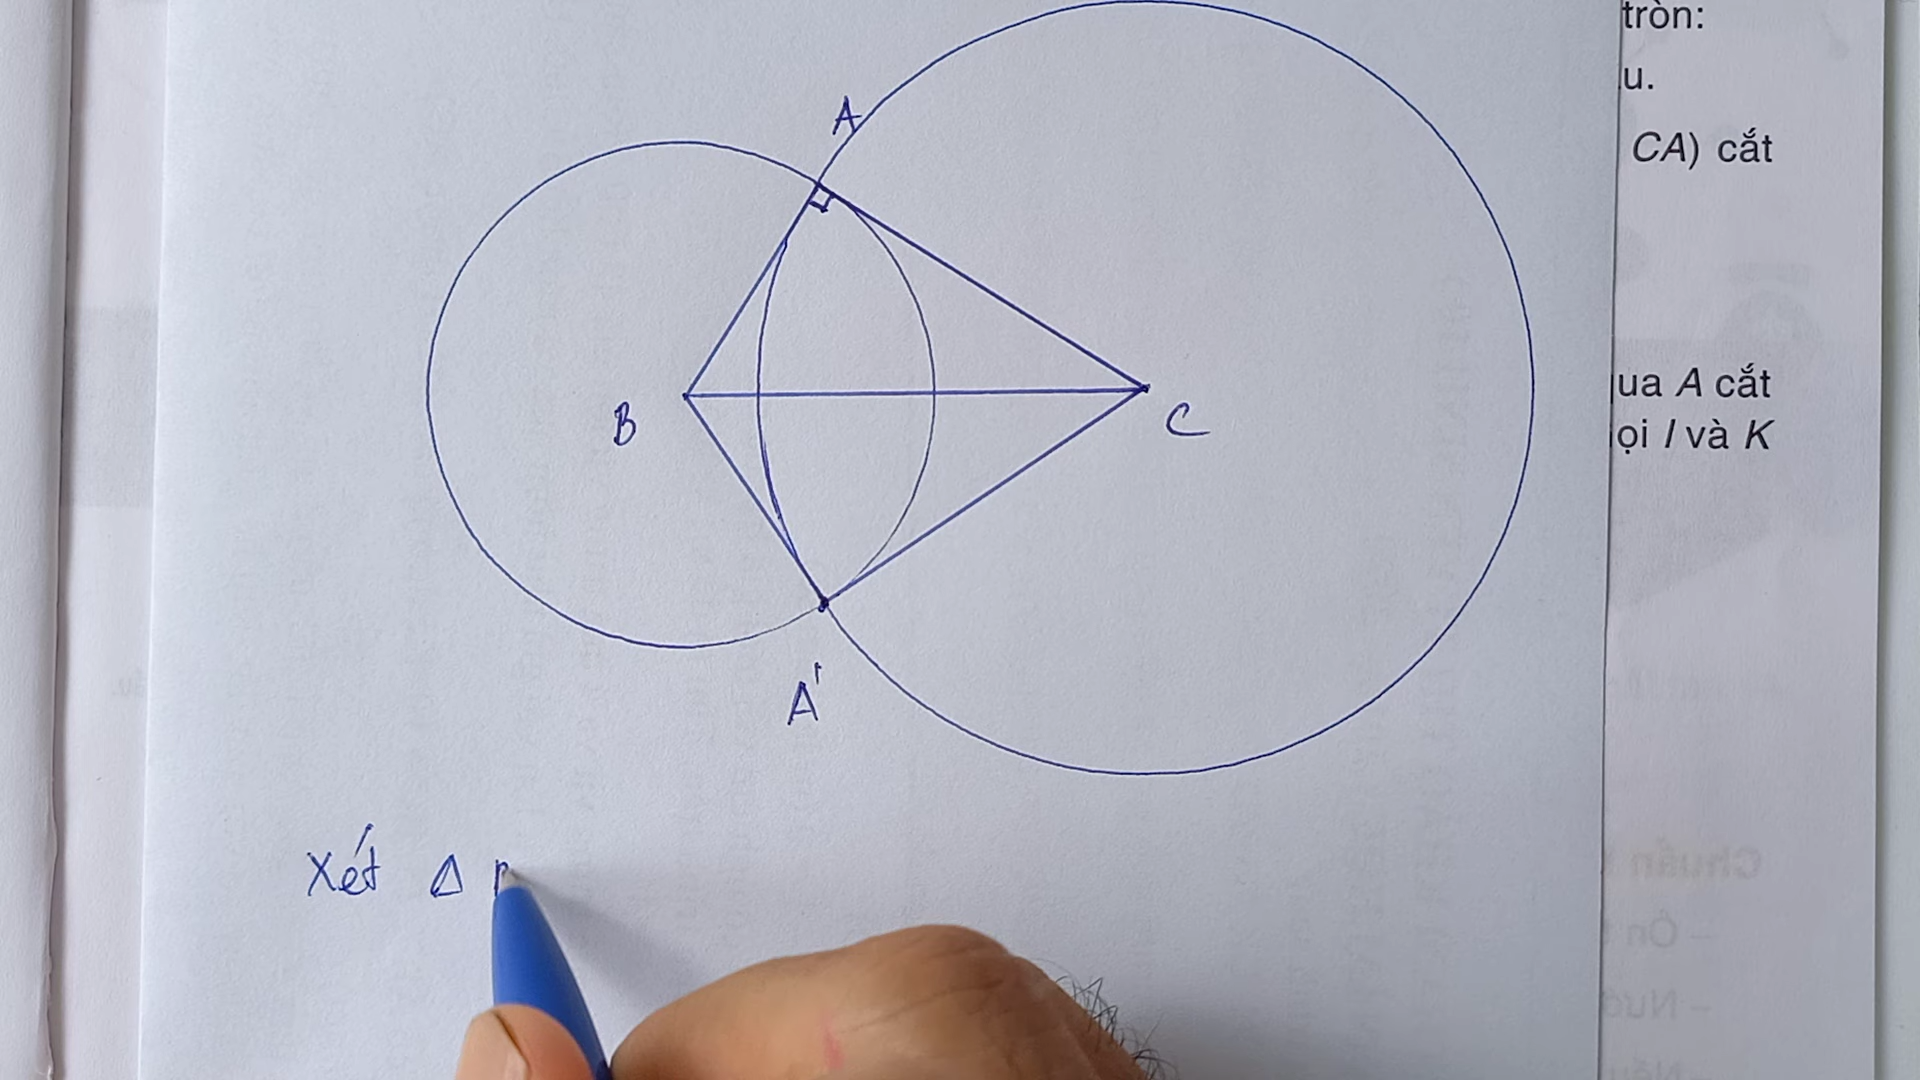 tròn:
u.
CA) cắt
A
B
C
ua A cắt
ọi I và K
A'
Xét Δ